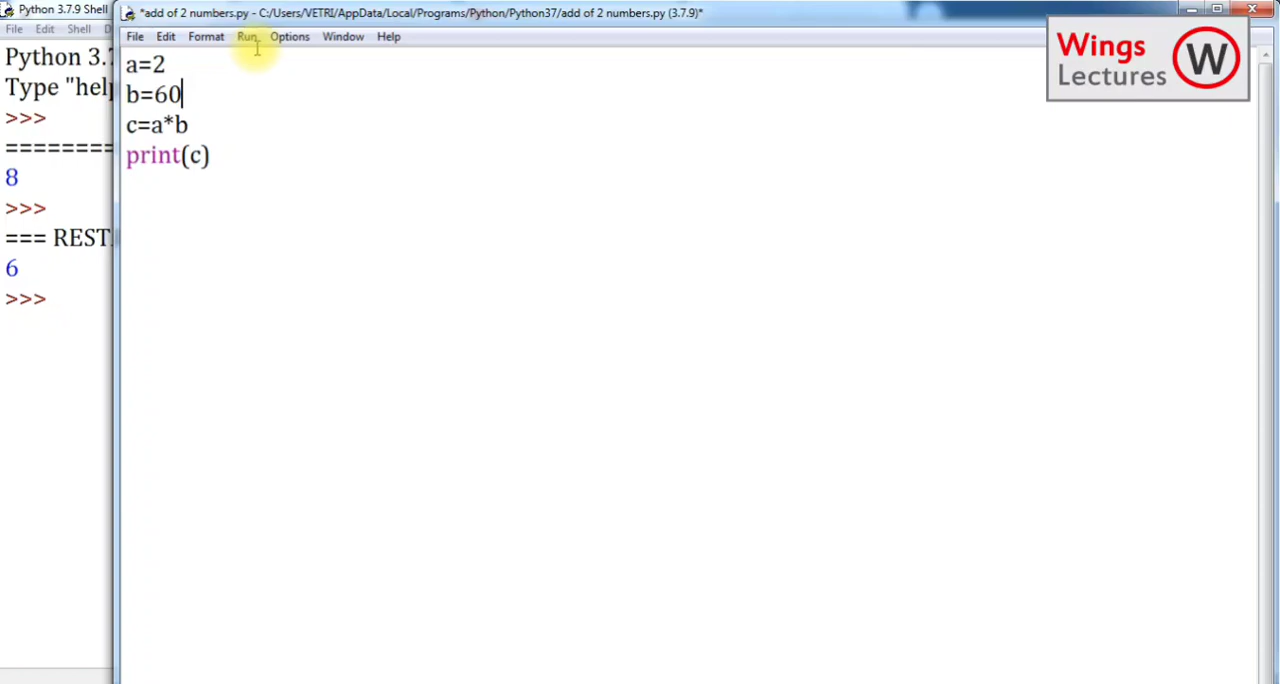 Python 3.7.9 Shell
File Edit Shell D
Python 3.7
Type "help
>>>
=========
8
>>>
=== REST
6
>>>
*add of 2 numbers.py - C:/Users/VETRI/AppData/Local/Programs/Python/Python37/add of 2 numbers.py (3.7.9)*
File Edit Format Run Options Window Help
a=2
b=60
c=a*b
print(c)
Wings
Lectures
W